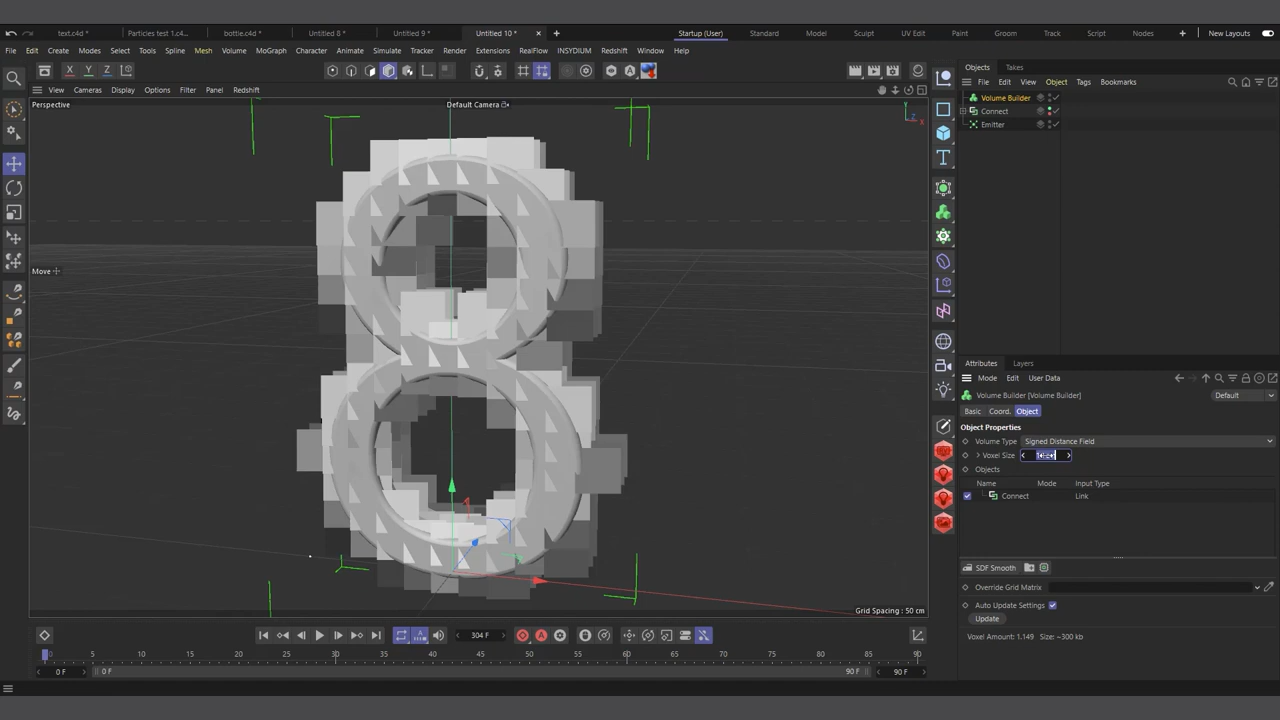 text.c4d *
Particles test 1.c4...
bottle.c4d *
Untitled 8 *
Untitled 9 *
Untitled 10 *
Startup (User)
Standard
Model
Sculpt
UV Edit
Paint
Groom
Track
Script
Nodes
New Layouts
File
Edit
Create
Modes
Select
Tools
Spline
Mesh
Volume
MoGraph
Character
Animate
Simulate
Tracker
Render
Extensions
RealFlow
INSYDIUM
Redshift
Window
Help
X
Y
Z
View
Cameras
Display
Options
Filter
Panel
Redshift
Perspective
Default Camera
Move
Grid Spacing : 50 cm
304 F
0
5
10
15
20
25
30
35
40
45
50
55
60
65
70
75
80
85
90
0 F
0 F
90 F
90 F
Objects
Takes
File
Edit
View
Object
Tags
Bookmarks
Volume Builder
Connect
Emitter
Attributes
Layers
Mode
Edit
User Data
Volume Builder [Volume Builder]
Default
Basic
Coord.
Object
Object Properties
Volume Type
Signed Distance Field
Voxel Size
Objects
Name
Mode
Input Type
Connect
Link
SDF Smooth
Override Grid Matrix
Auto Update Settings
Update
Voxel Amount: 1.149 Size: ~300 kb